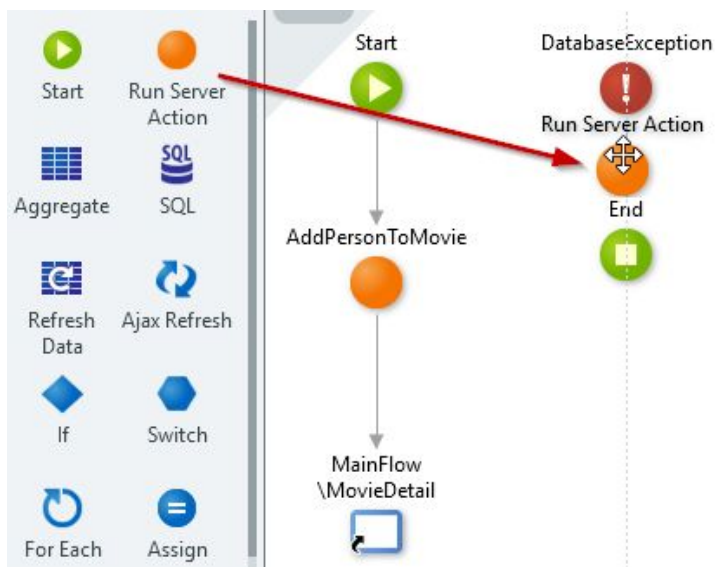 Start
Run Server
Action
Aggregate
SQL
SQL
Refresh
Data
Ajax Refresh
If
Switch
For Each
Assign
Start
AddPersonToMovie
MainFlow
\MovieDetail
DatabaseException
Run Server Action
End